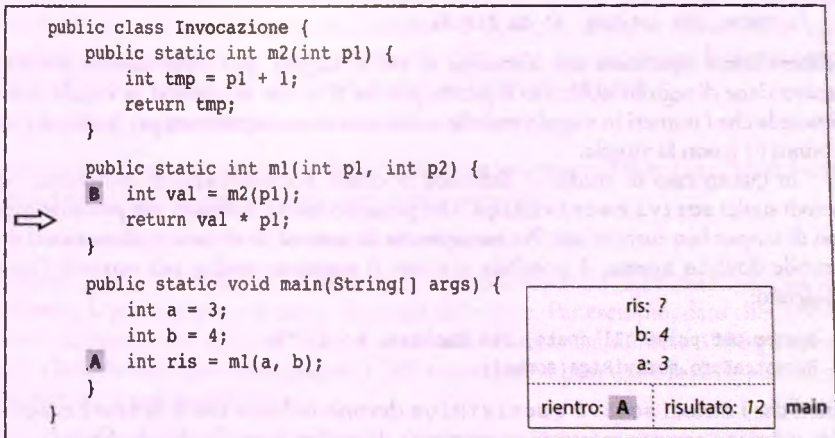 public class Invocazione {
public static int m2(int p1) {
int tmp = p1 + 1;
return tmp;
}
public static int m1(int p1, int p2) {
B int val = m2(p1);
return val * p1;
}
public static void main(String[] args) {
int a = 3;
int b = 4;
A int ris = m1(a, b);
}
}
ris: ?
b: 4
a: 3
rientro: A risultato: 12 main